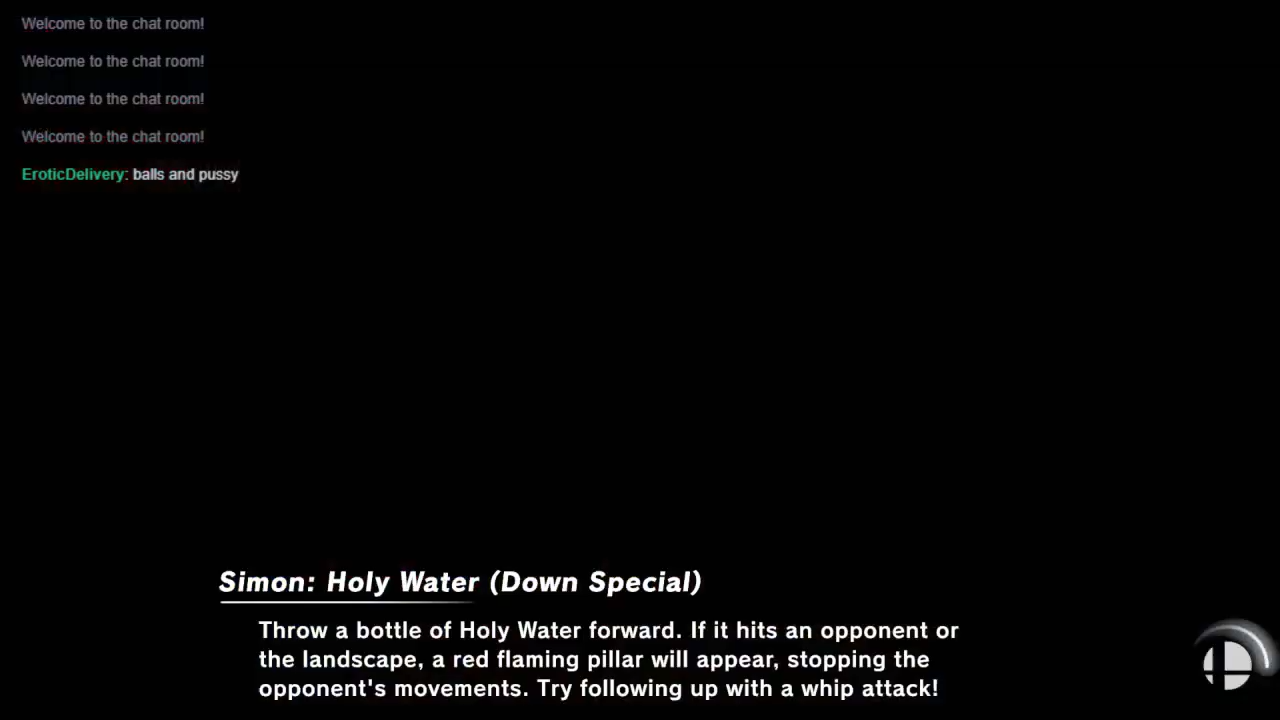 Welcome to the chat room!
Welcome to the chat room!
Welcome to the chat room!
Welcome to the chat room!
EroticDelivery: balls and pussy
Simon: Holy Water (Down Special)
Throw a bottle of Holy Water forward. If it hits an opponent or
the landscape, a red flaming pillar will appear, stopping the
opponent's movements. Try following up with a whip attack!